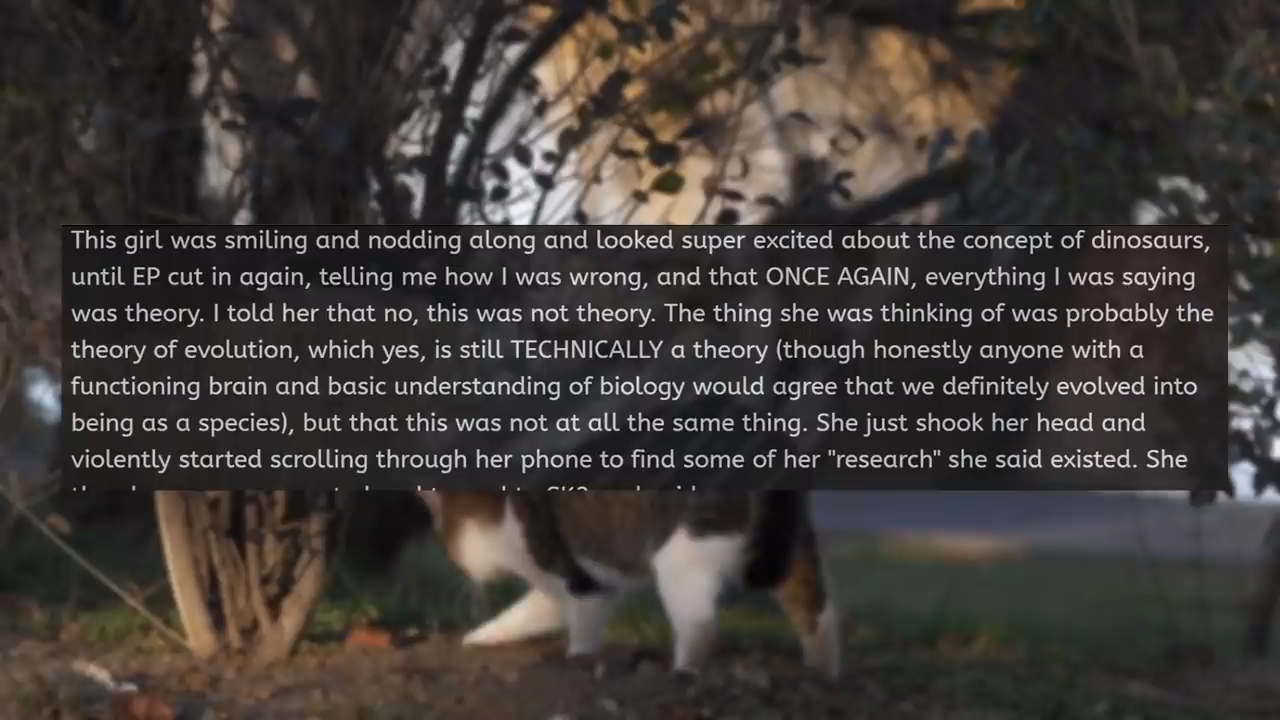 This girl was smiling and nodding along and looked super excited about the concept of dinosaurs,
until EP cut in again, telling me how I was wrong, and that ONCE AGAIN, everything I was saying
was theory. I told her that no, this was not theory. The thing she was thinking of was probably the
theory of evolution, which yes, is still TECHNICALLY a theory (though honestly anyone with a
functioning brain and basic understanding of biology would agree that we definitely evolved into
being as a species), but that this was not at all the same thing. She just shook her head and
violently started scrolling through her phone to find some of her "research" she said existed. She